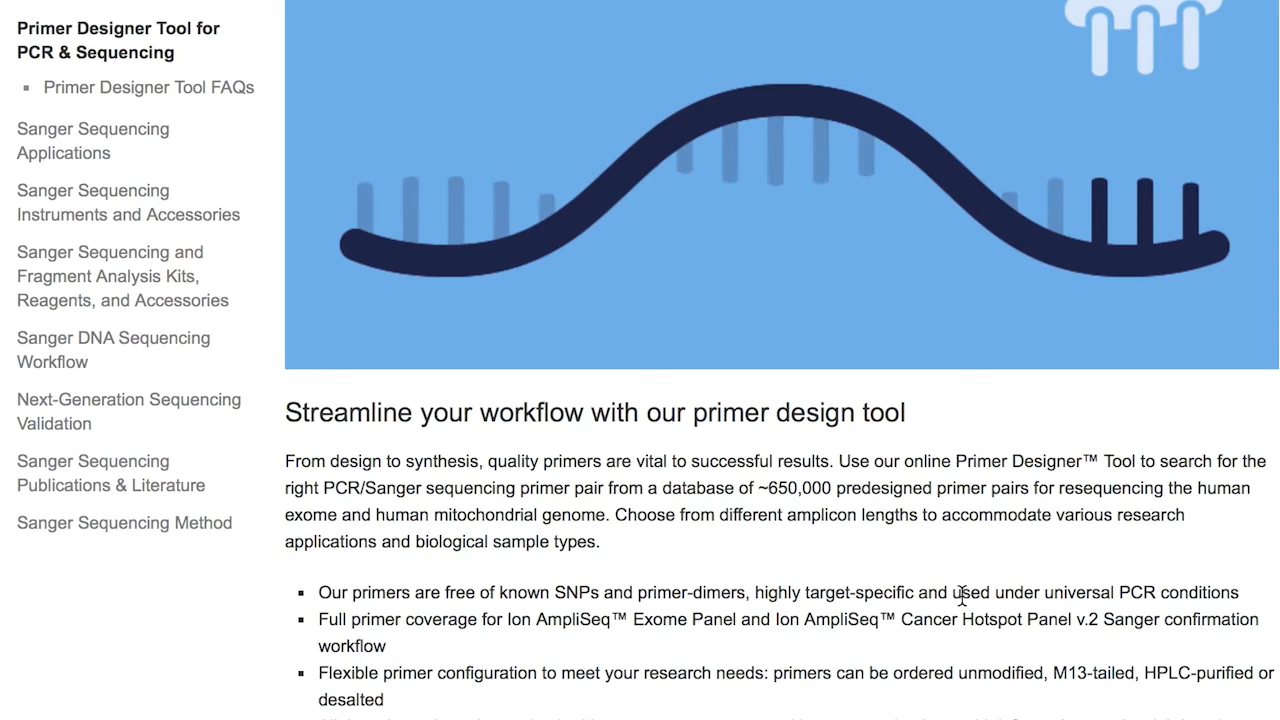 Primer Designer Tool for
PCR & Sequencing
Primer Designer Tool FAQs
Sanger Sequencing
Applications
Sanger Sequencing
Instruments and Accessories
Sanger Sequencing and
Fragment Analysis Kits,
Reagents, and Accessories
Sanger DNA Sequencing
Workflow
Next-Generation Sequencing
Validation
Sanger Sequencing
Publications & Literature
Sanger Sequencing Method
Streamline your workflow with our primer design tool
From design to synthesis, quality primers are vital to successful results. Use our online Primer Designer™ Tool to search for the
right PCR/Sanger sequencing primer pair from a database of ~650,000 predesigned primer pairs for resequencing the human
exome and human mitochondrial genome. Choose from different amplicon lengths to accommodate various research
applications and biological sample types.
Our primers are free of known SNPs and primer-dimers, highly target-specific and used under universal PCR conditions
Full primer coverage for Ion AmpliSeq™ Exome Panel and Ion AmpliSeq™ Cancer Hotspot Panel v.2 Sanger confirmation
workflow
Flexible primer configuration to meet your research needs: primers can be ordered unmodified, M13-tailed, HPLC-purified or
desalted